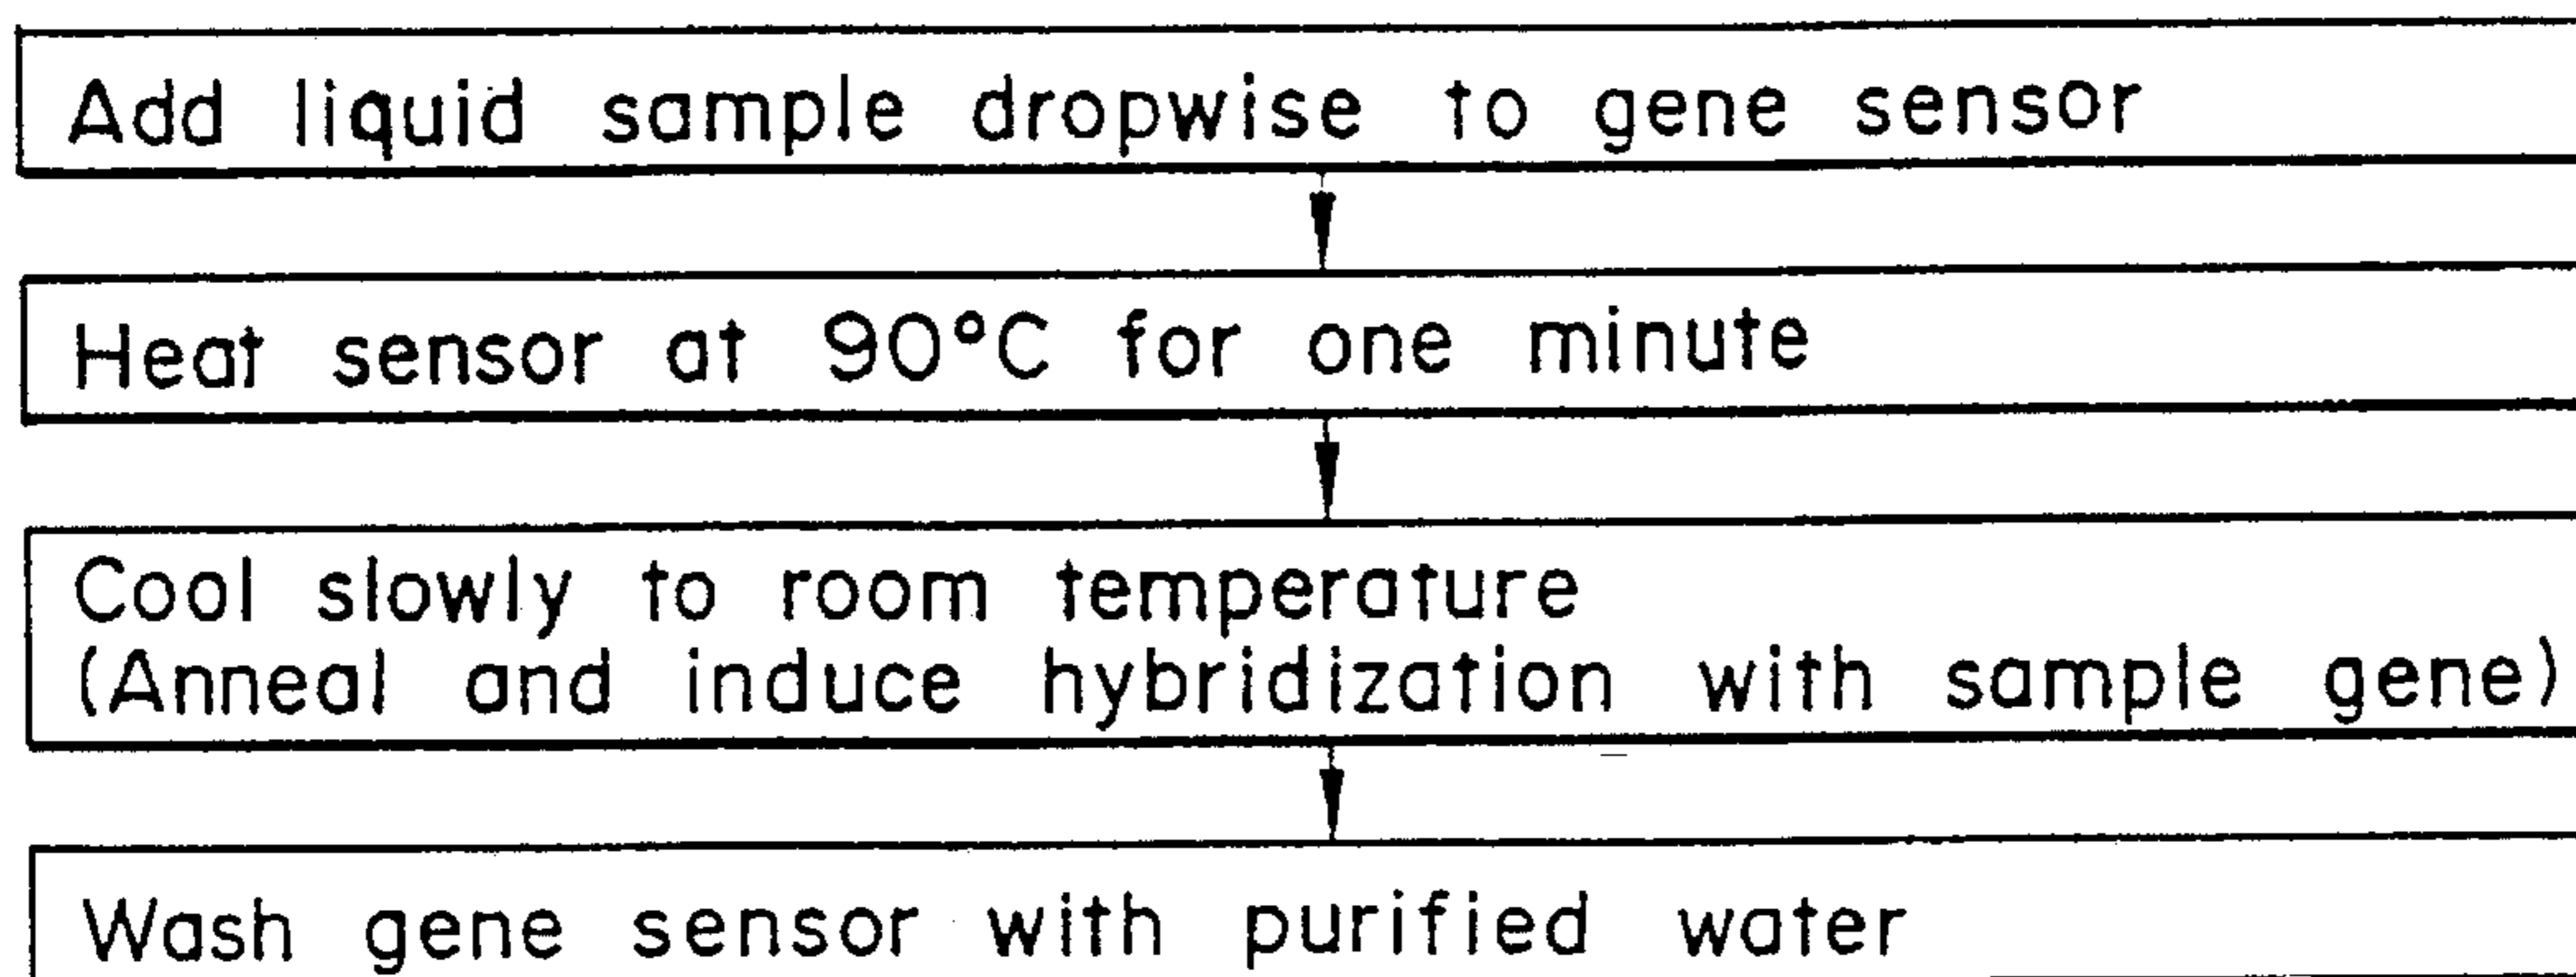 Add liquid sample dropwise to gene sensor
Heat sensor at 90°C for one minute
Cool slowly to room temperature
(Anneal and induce hybridization with sample gene)
Wash gene sensor with purified water